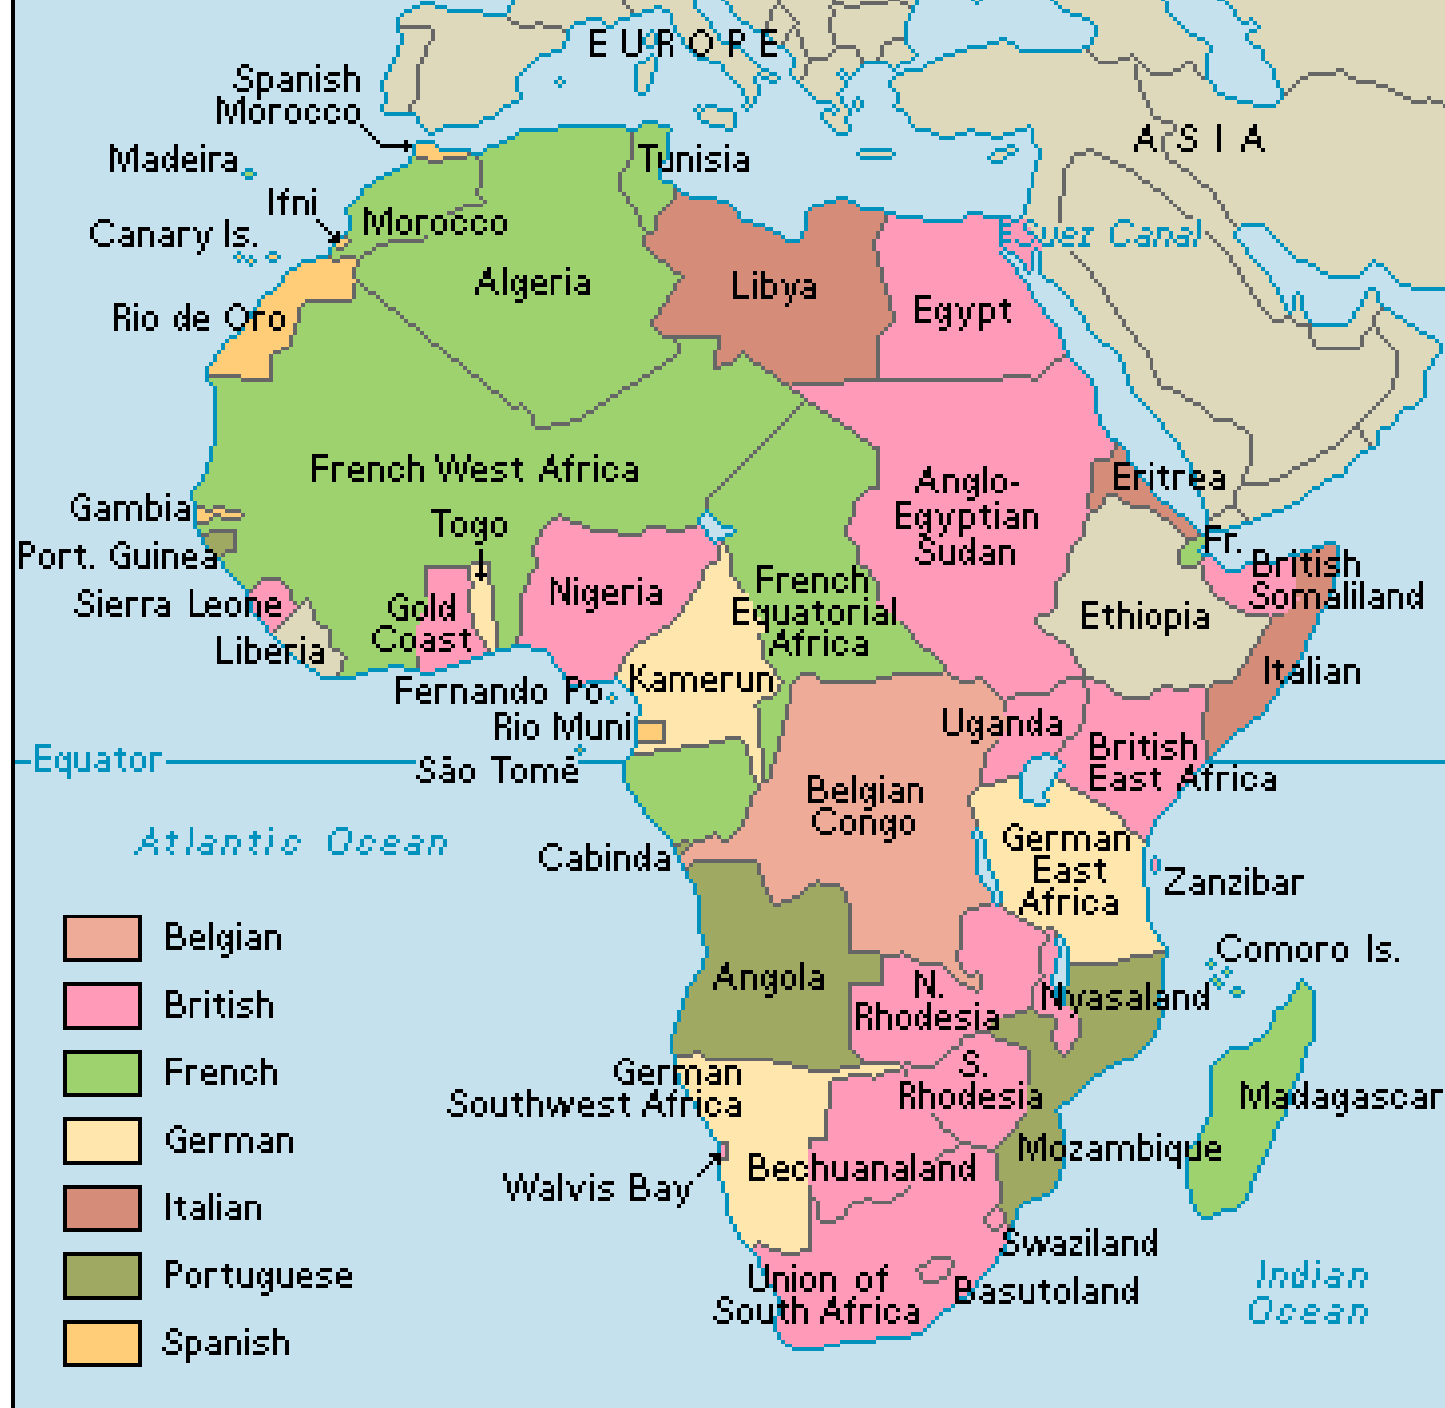 EUROPE
Spanish
Morocco
ASIA
Madeira
Tunisia
Ifni
Morocco
Canary Is.
Suez Canal
Algeria
Libya
Egypt
Rio de Oro
French West Africa
Anglo-
Egyptian
Sudan
Eritrea
Gambia
Togo
Fr.
Port. Guinea
British
Somaliland
Sierra Leone
Gold
Coast
Nigeria
French
Equatorial
Africa
Ethiopia
Liberia
Italian
Fernando Po
Kamerun
Rio Muni
Uganda
British
East Africa
Equator
São Tomé
Belgian
Congo
Atlantic Ocean
German
East
Africa
Cabinda
Zanzibar
Belgian
Comoro Is.
Angola
N.
Rhodesia
Nyasaland
British
French
German
Southwest Africa
S.
Rhodesia
Madagascar
German
Mozambique
Bechuanaland
Walvis Bay
Italian
Swaziland
Portuguese
Union of
South Africa
Basutoland
Indian
Ocean
Spanish